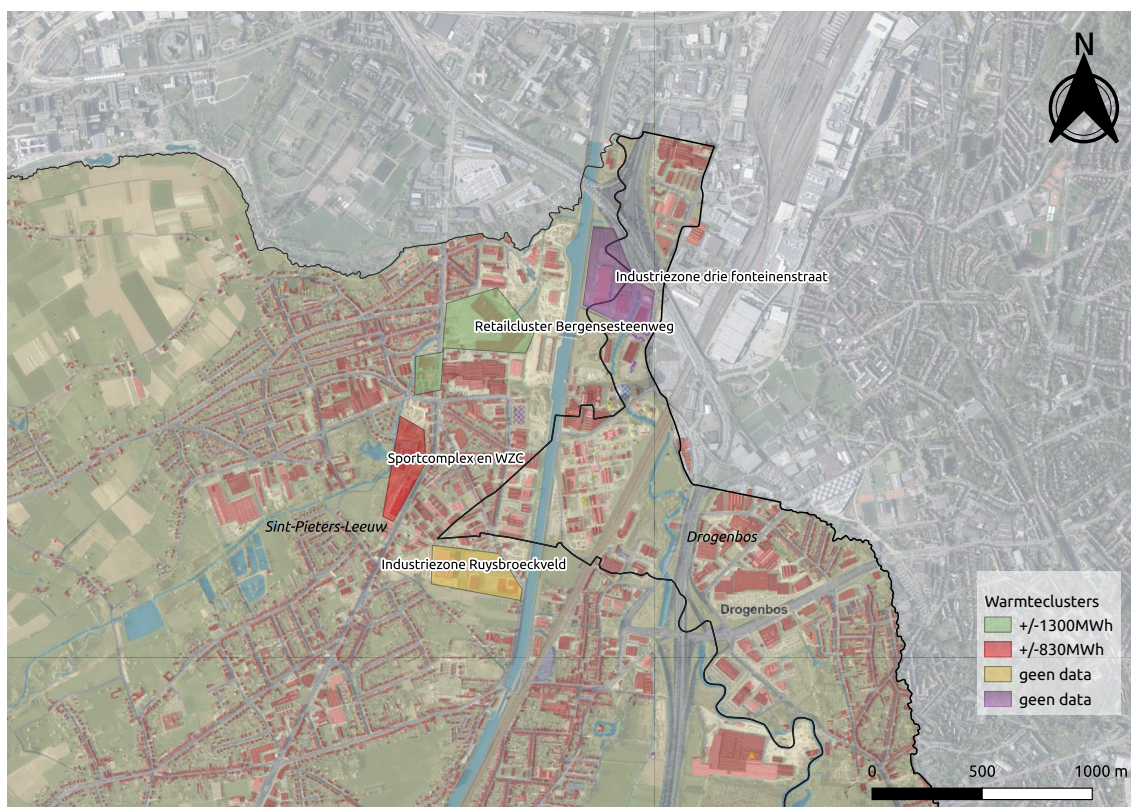 N
Industriezone drie fonteinenstraat
Retailcluster Bergensesteenweg
Sportcomplex en WZC
Sint-Pieters-Leeuw
Drogenbos
Industriezone Ruysbroeckveld
Drogenbos
Warmteclusters
+/-1300MWh
+/-830MWh
geen data
geen data
0 500 1000 m